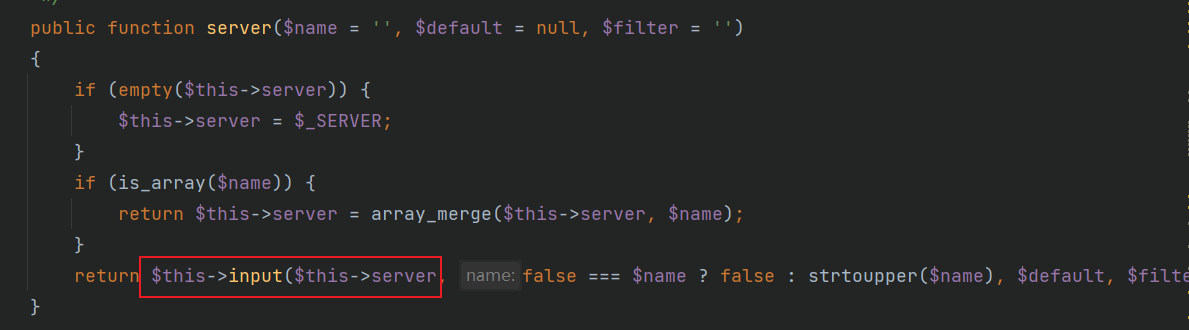 */
public function server($name = '', $default = null, $filter = '')
{
if (empty($this->server)) {
$this->server = $_SERVER;
}
if (is_array($name)) {
return $this->server = array_merge($this->server, $name);
}
return $this->input($this->server, name: false === $name ? false : strtoupper($name), $default, $filte
}